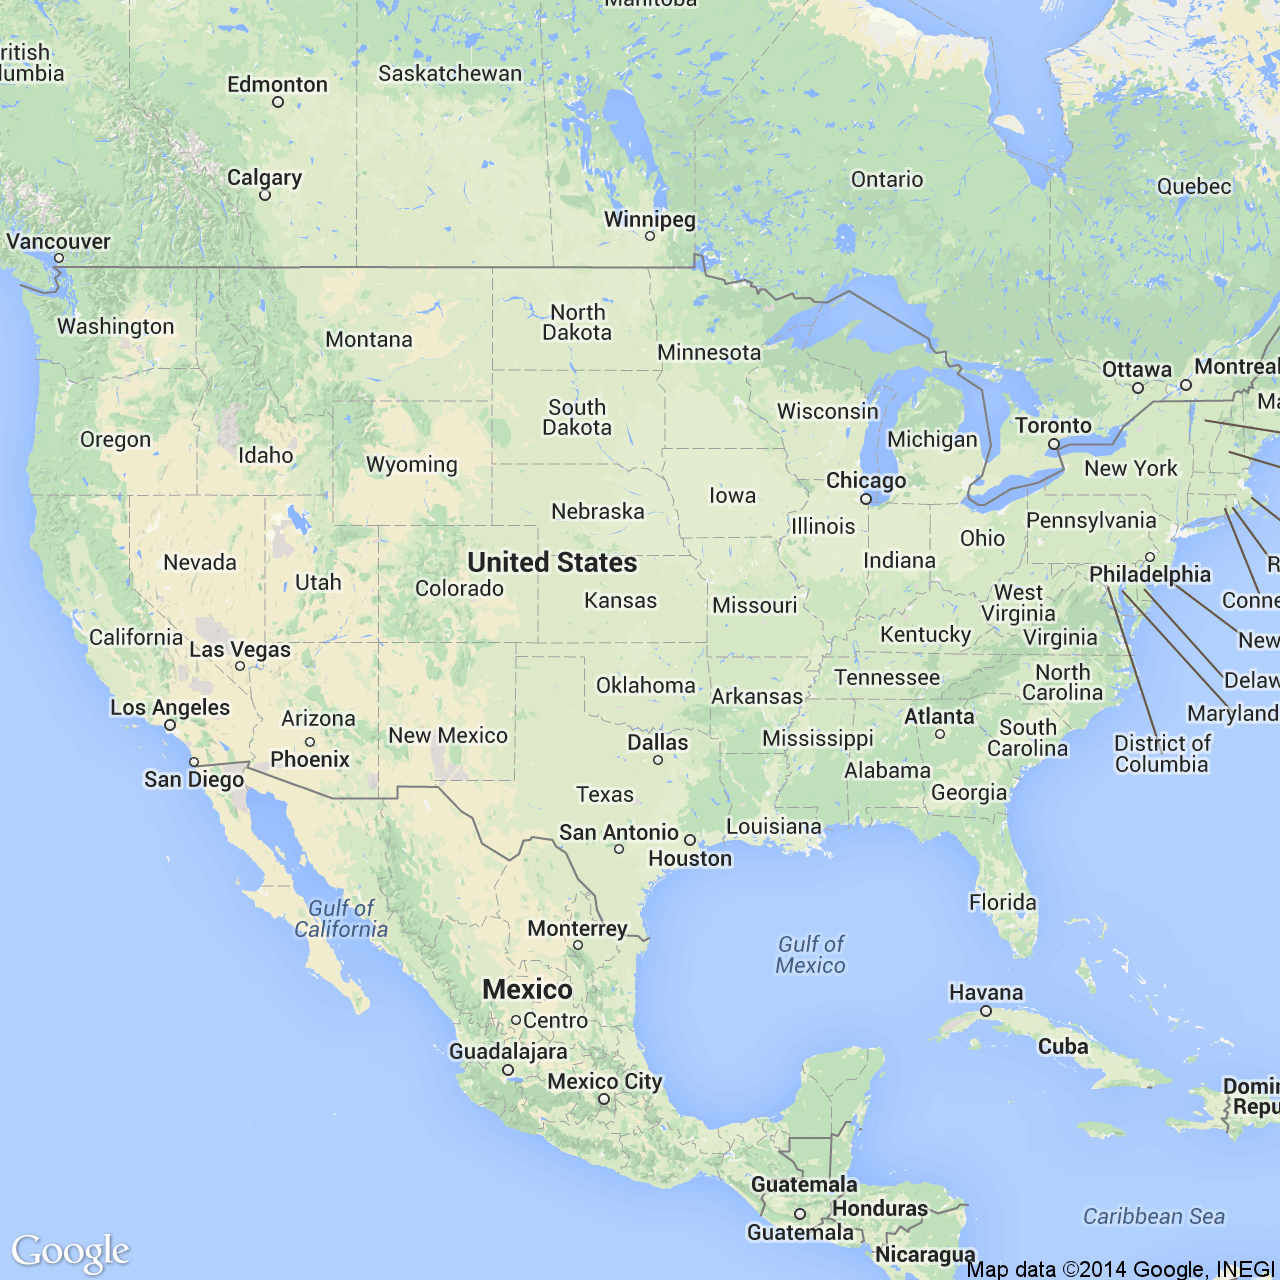 Manitoba
ritish
lumbia
Edmonton
Saskatchewan
Calgary
Ontario
Quebec
Winnipeg
Vancouver
Washington
Montana
North
Dakota
Minnesota
Ottawa
Montreal
Ma
South
Dakota
Wisconsin
Michigan
Toronto
Oregon
Idaho
Wyoming
New York
Chicago
Iowa
Nebraska
Illinois
Pennsylvania
Ohio
Indiana
United States
Nevada
Utah
Colorado
Kansas
Missouri
Philadelphia
R
West
Virginia
Conne
Kentucky
Virginia
New
California
Las Vegas
Oklahoma
Arkansas
Tennessee
North
Carolina
Delaw
Maryland
Los Angeles
Arizona
Phoenix
New Mexico
Dallas
Mississippi
Atlanta
South
Carolina
District of
Columbia
San Diego
Alabama
Georgia
Texas
San Antonio
Houston
Louisiana
Florida
Gulf of
California
Monterrey
Gulf of
Mexico
Mexico
Centro
Havana
Cuba
Guadalajara
Mexico City
Domin
Repu
Guatemala
Honduras
Guatemala
Caribbean Sea
Nicaragua
Google
Map data ©2014 Google, INEGI